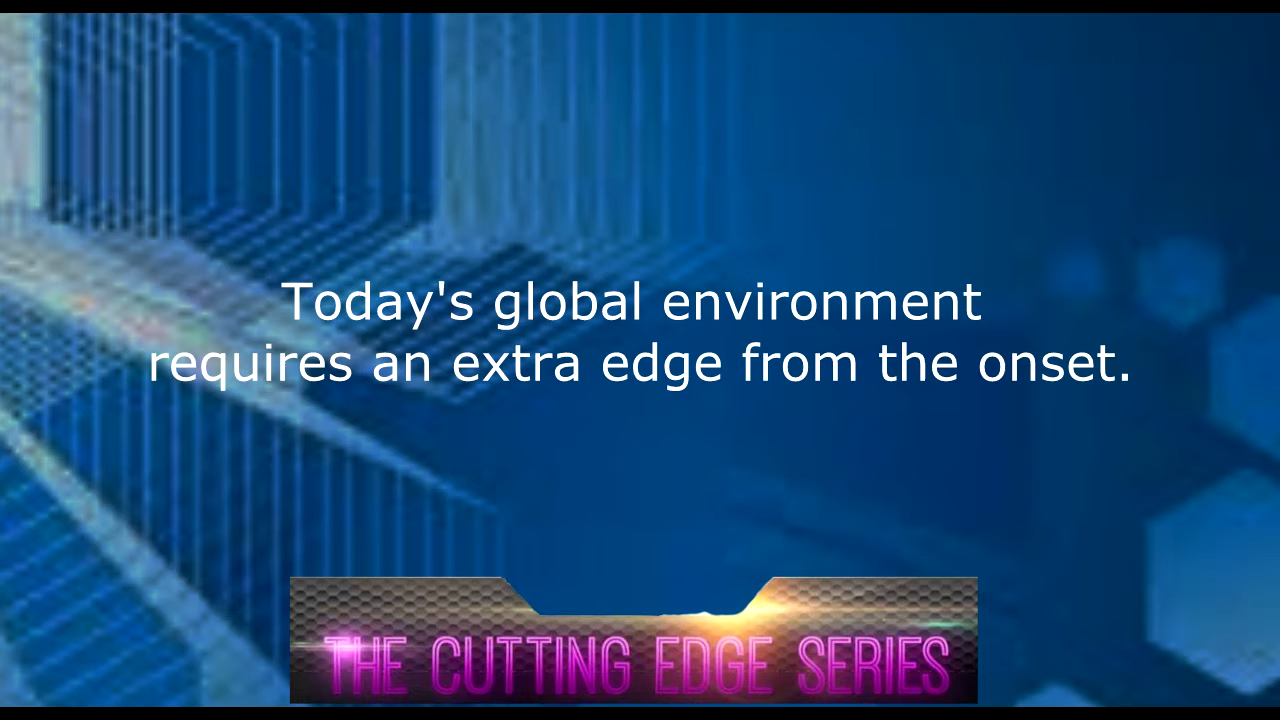 Today's global environment
requires an extra edge from the onset.
THE CUTTING EDGE SERIES